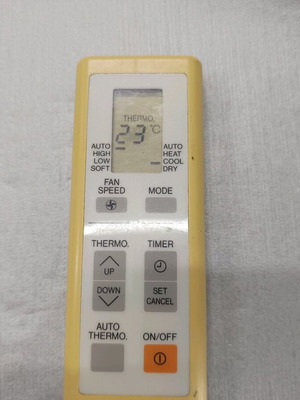 THERMO.
23°C
AUTO AUTO
HIGH HEAT
LOW COOL
SOFT DRY
FAN
SPEED MODE
THERMO. TIMER
UP
DOWN SET
CANCEL
AUTO
THERMO. ON/OFF